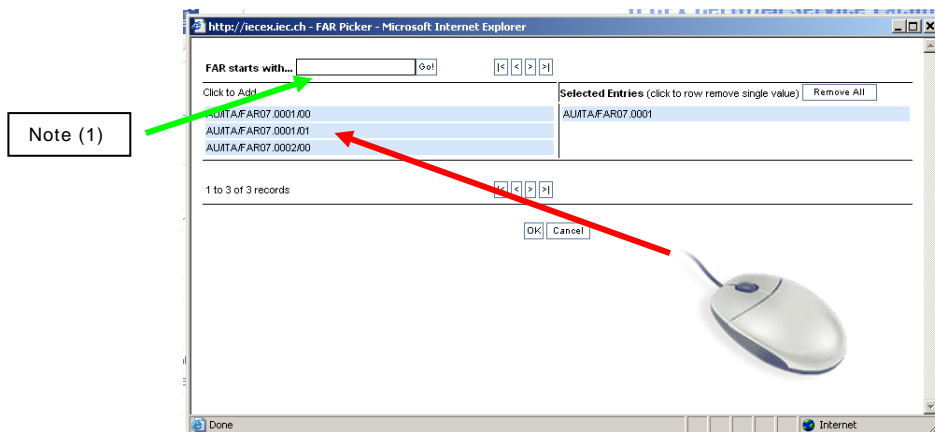 http://iecex.iec.ch - FAR Picker - Microsoft Internet Explorer
FAR starts with... Go! |< < > >|
Click to Add
Selected Entries (click to row remove single value) Remove All
AU/ITA/FAR07.0001/00
AU/ITA/FAR07.0001
AU/ITA/FAR07.0001/01
AU/ITA/FAR07.0002/00
Note (1)
1 to 3 of 3 records |< < > >|
OK Cancel
Done
Internet